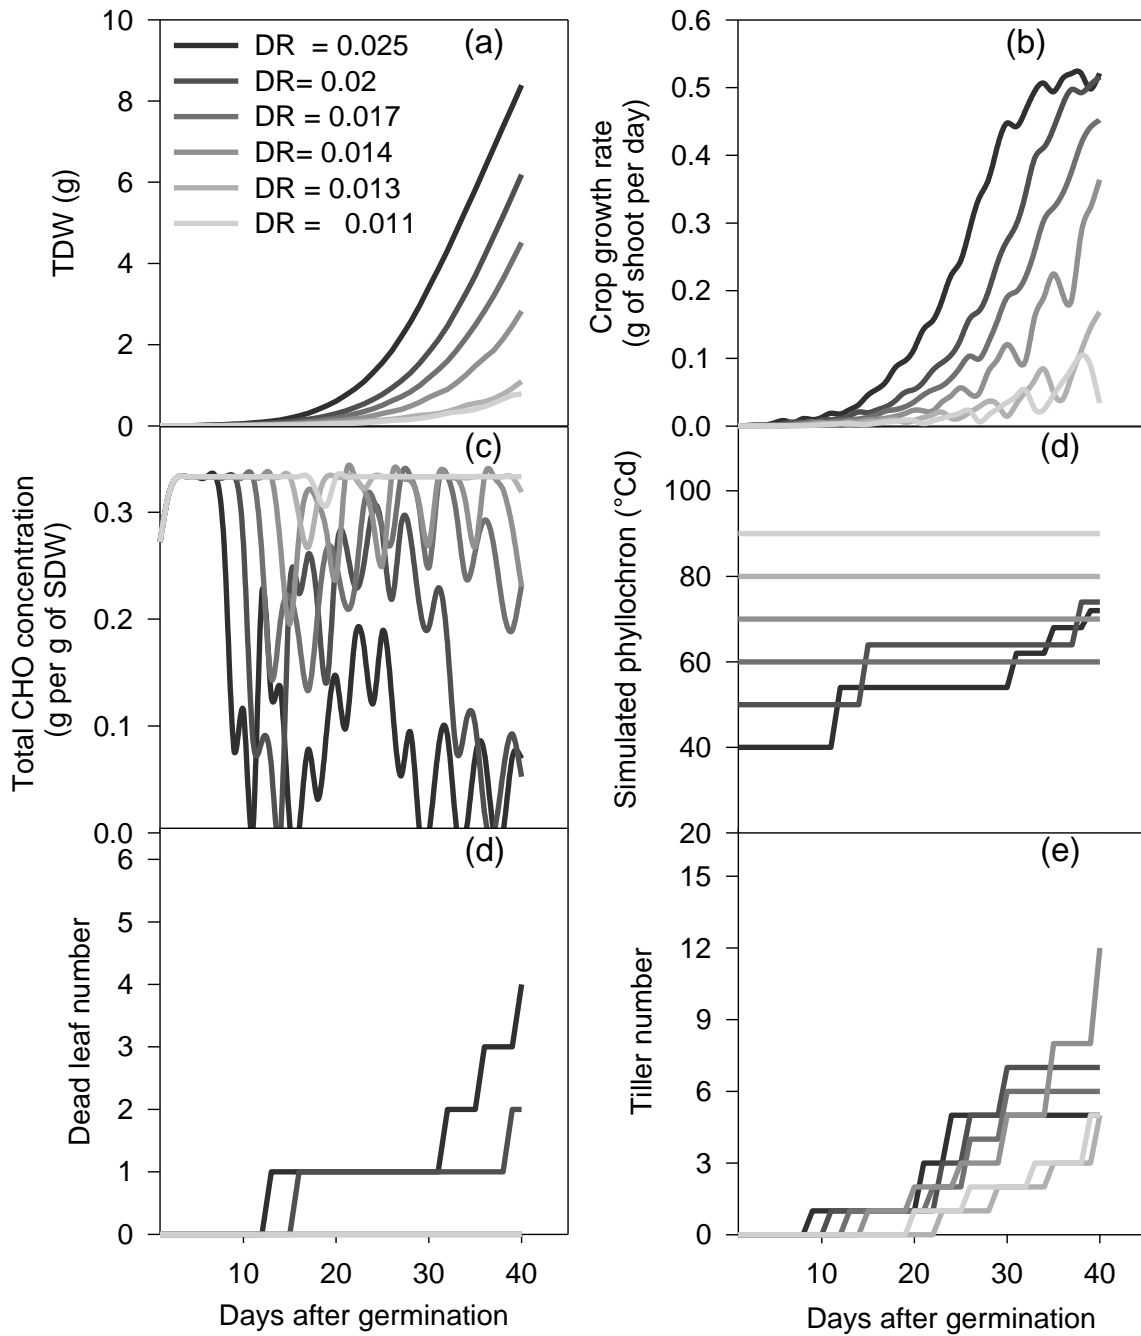 (a)
TDW (g)
10
8
6
4
2
0
DR = 0.025
DR= 0.02
DR = 0.017
DR= 0.014
DR = 0.013
DR = 0.011
(b)
Crop growth rate
(g of shoot per day)
0.6
0.5
0.4
0.3
0.2
0.1
0.0
(c)
Total CHO concentration
(g per g of SDW)
0.3
0.2
0.1
0.0
(d)
Simulated phyllochron (°Cd)
100
80
60
40
20
(d)
Dead leaf number
6
5
4
3
2
1
0
10 20 30 40
Days after germination
(e)
Tiller number
15
12
9
6
3
0
10 20 30 40
Days after germination